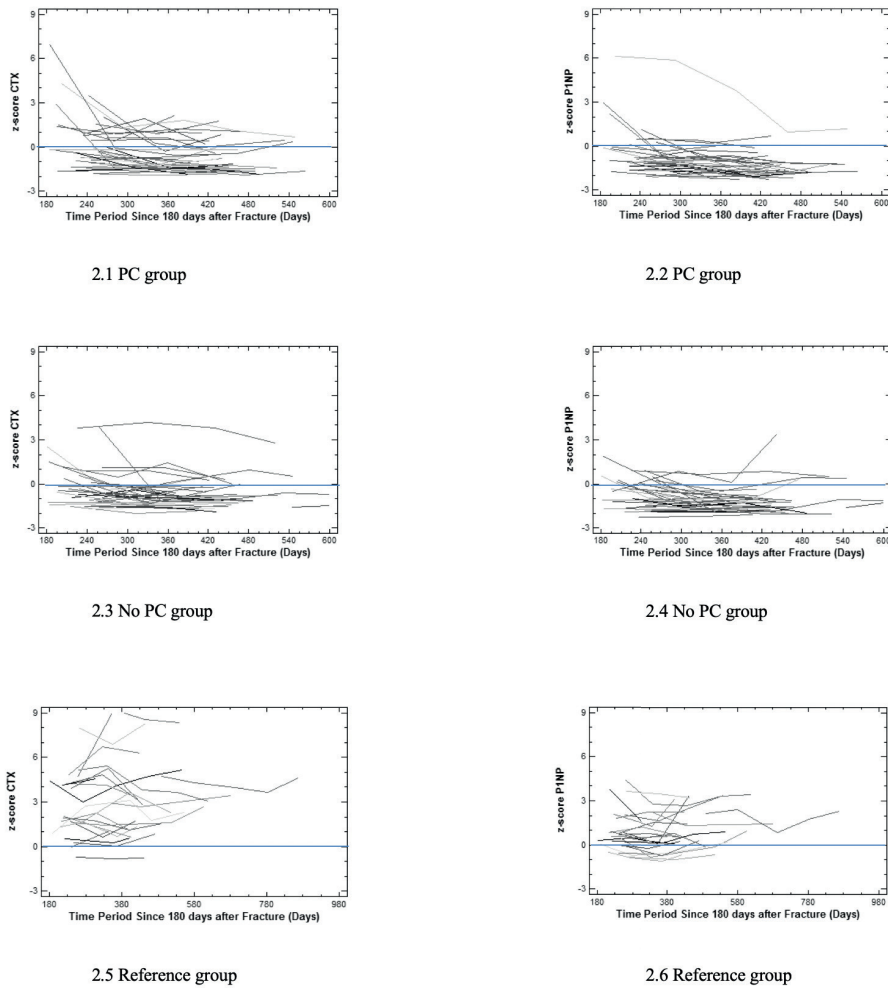 9
6
3
0
-3
z-score CTX
180 240 300 360 420 480 540 600
Time Period Since 180 days after Fracture (Days)
2.1 PC group
9
6
3
0
-3
z-score P1NP
180 240 300 360 420 480 540 600
Time Period Since 180 days after Fracture (Days)
2.2 PC group
9
6
3
0
-3
z-score CTX
180 240 300 360 420 480 540 600
Time Period Since 180 days after Fracture (Days)
2.3 No PC group
9
6
3
0
-3
z-score P1NP
180 240 300 360 420 480 540 600
Time Period Since 180 days after Fracture (Days)
2.4 No PC group
9
6
3
0
-3
z-score CTX
180 380 580 780 980
Time Period Since 180 days after Fracture (Days)
2.5 Reference group
9
6
3
0
-3
z-score P1NP
180 380 580 780 980
Time Period Since 180 days after Fracture (Days)
2.6 Reference group